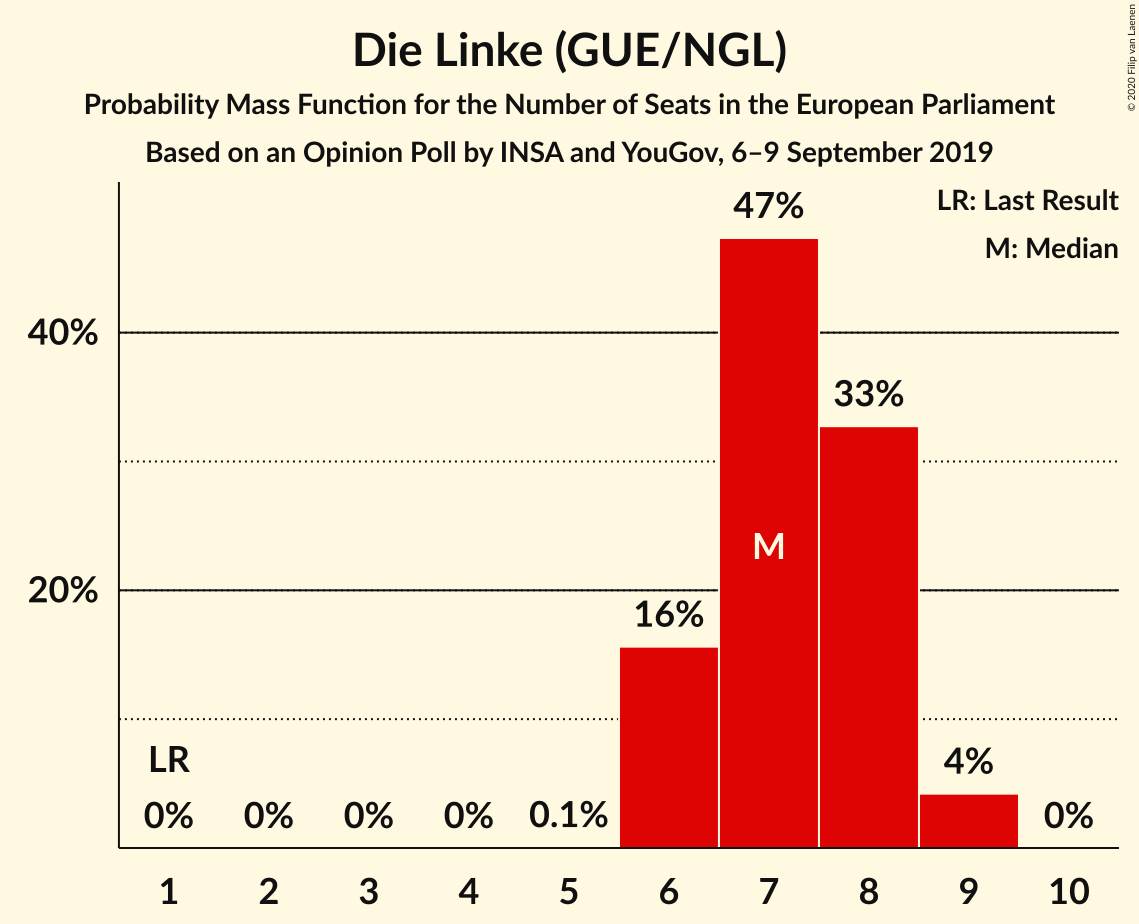 Die Linke (GUE/NGL)
Probability Mass Function for the Number of Seats in the European Parliament
Based on an Opinion Poll by INSA and YouGov, 6–9 September 2019
© 2020 Filip van Laenen
LR: Last Result
M: Median
47%
40%
33%
M
20%
16%
LR
4%
0% 0% 0% 0% 0.1% 0%
1 2 3 4 5 6 7 8 9 10